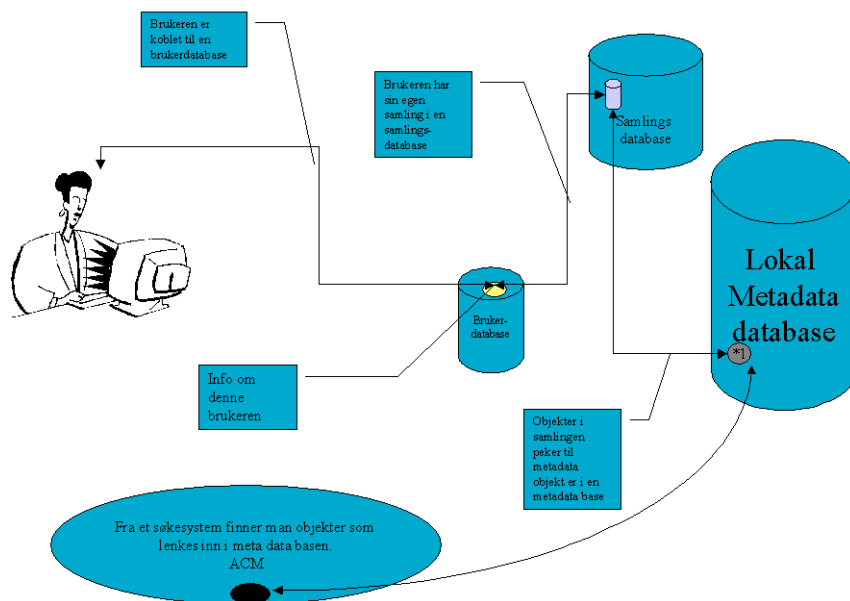 Brukeren er
koblet til en
brukerdatabase
Brukeren har
sin egen
samling i en
samlings-
database
Samlings
database
Lokal
Metadata
database
*1
Bruker-
database
Info om
denne
brukeren
Objekter i
samlingen
peker til
metadata
objekt er i en
metadata base
Fra et søkesystem finner man objekter som
lenkes inn i meta data basen.
ACM